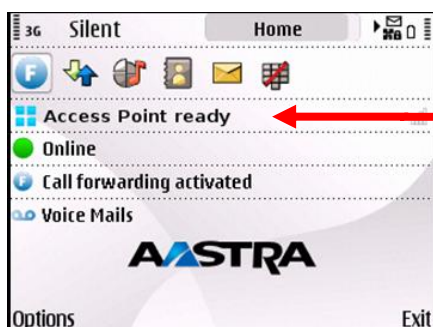 3G Silent Home
Access Point ready
Online
Call forwarding activated
Voice Mails
AASTRA
Options Exit